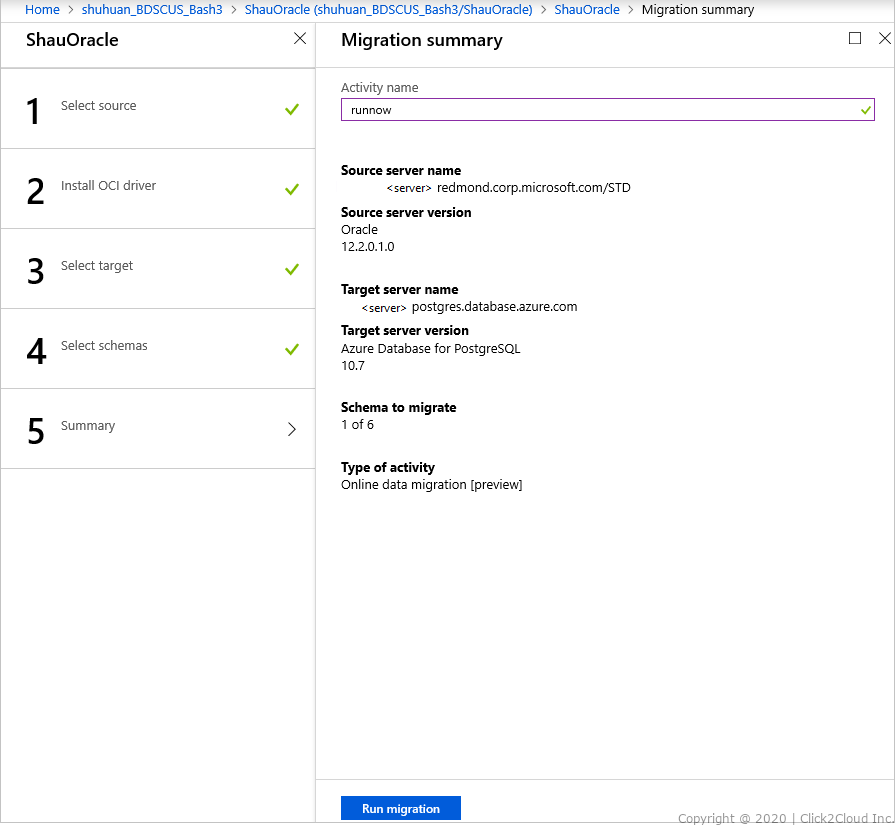 Home > shuhuan_BDSCUS_Bash3 > ShauOracle (shuhuan_BDSCUS_Bash3/ShauOracle) > ShauOracle > Migration summary
ShauOracle
1 Select source
2 Install OCI driver
3 Select target
4 Select schemas
5 Summary
Migration summary
Activity name
runnow
Source server name
<server> redmond.corp.microsoft.com/STD
Source server version
Oracle
12.2.0.1.0
Target server name
<server> postgres.database.azure.com
Target server version
Azure Database for PostgreSQL
10.7
Schema to migrate
1 of 6
Type of activity
Online data migration [preview]
Run migration
Copyright @ 2020 | Click2Cloud Inc.